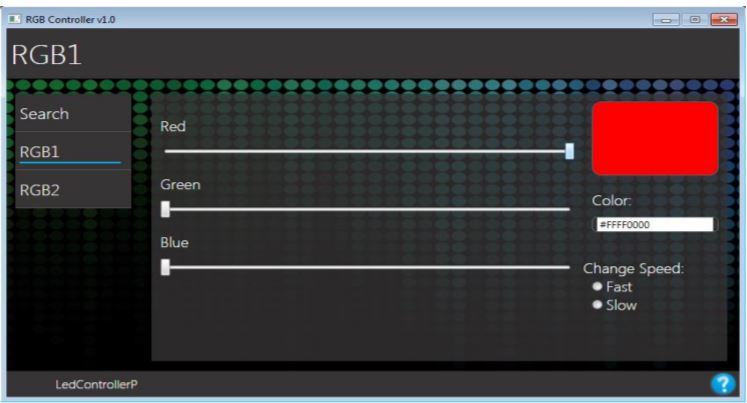 RGB Controller v1.0
RGB1
Search
RGB1
RGB2
Red
Green
Blue
Color:
#FFFF0000
Change Speed:
Fast
Slow
LedControllerP
?